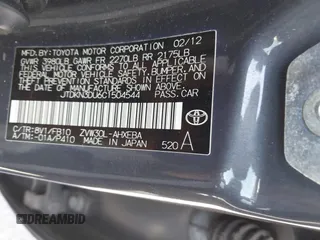 MFD. BY: TOYOTA MOTOR CORPORATION 02/12
GVWR 3980LB GAWR FR 2220LB RR 2175LB
THIS VEHICLE CONFORMS TO ALL APPLICABLE
FEDERAL MOTOR VEHICLE SAFETY, BUMPER, AND
THEFT PREVENTION STANDARDS IN EFFECT ON THE
DATE OF MANUFACTURE SHOWN ABOVE.
JTDKN3DU6C1504544 PASS.CAR
C/TR:8V1/FB10 ZVW30L-AHXEBA
A/TM:-01A/P410 MADE IN JAPAN 520A
TOYOTA
DREAMBID